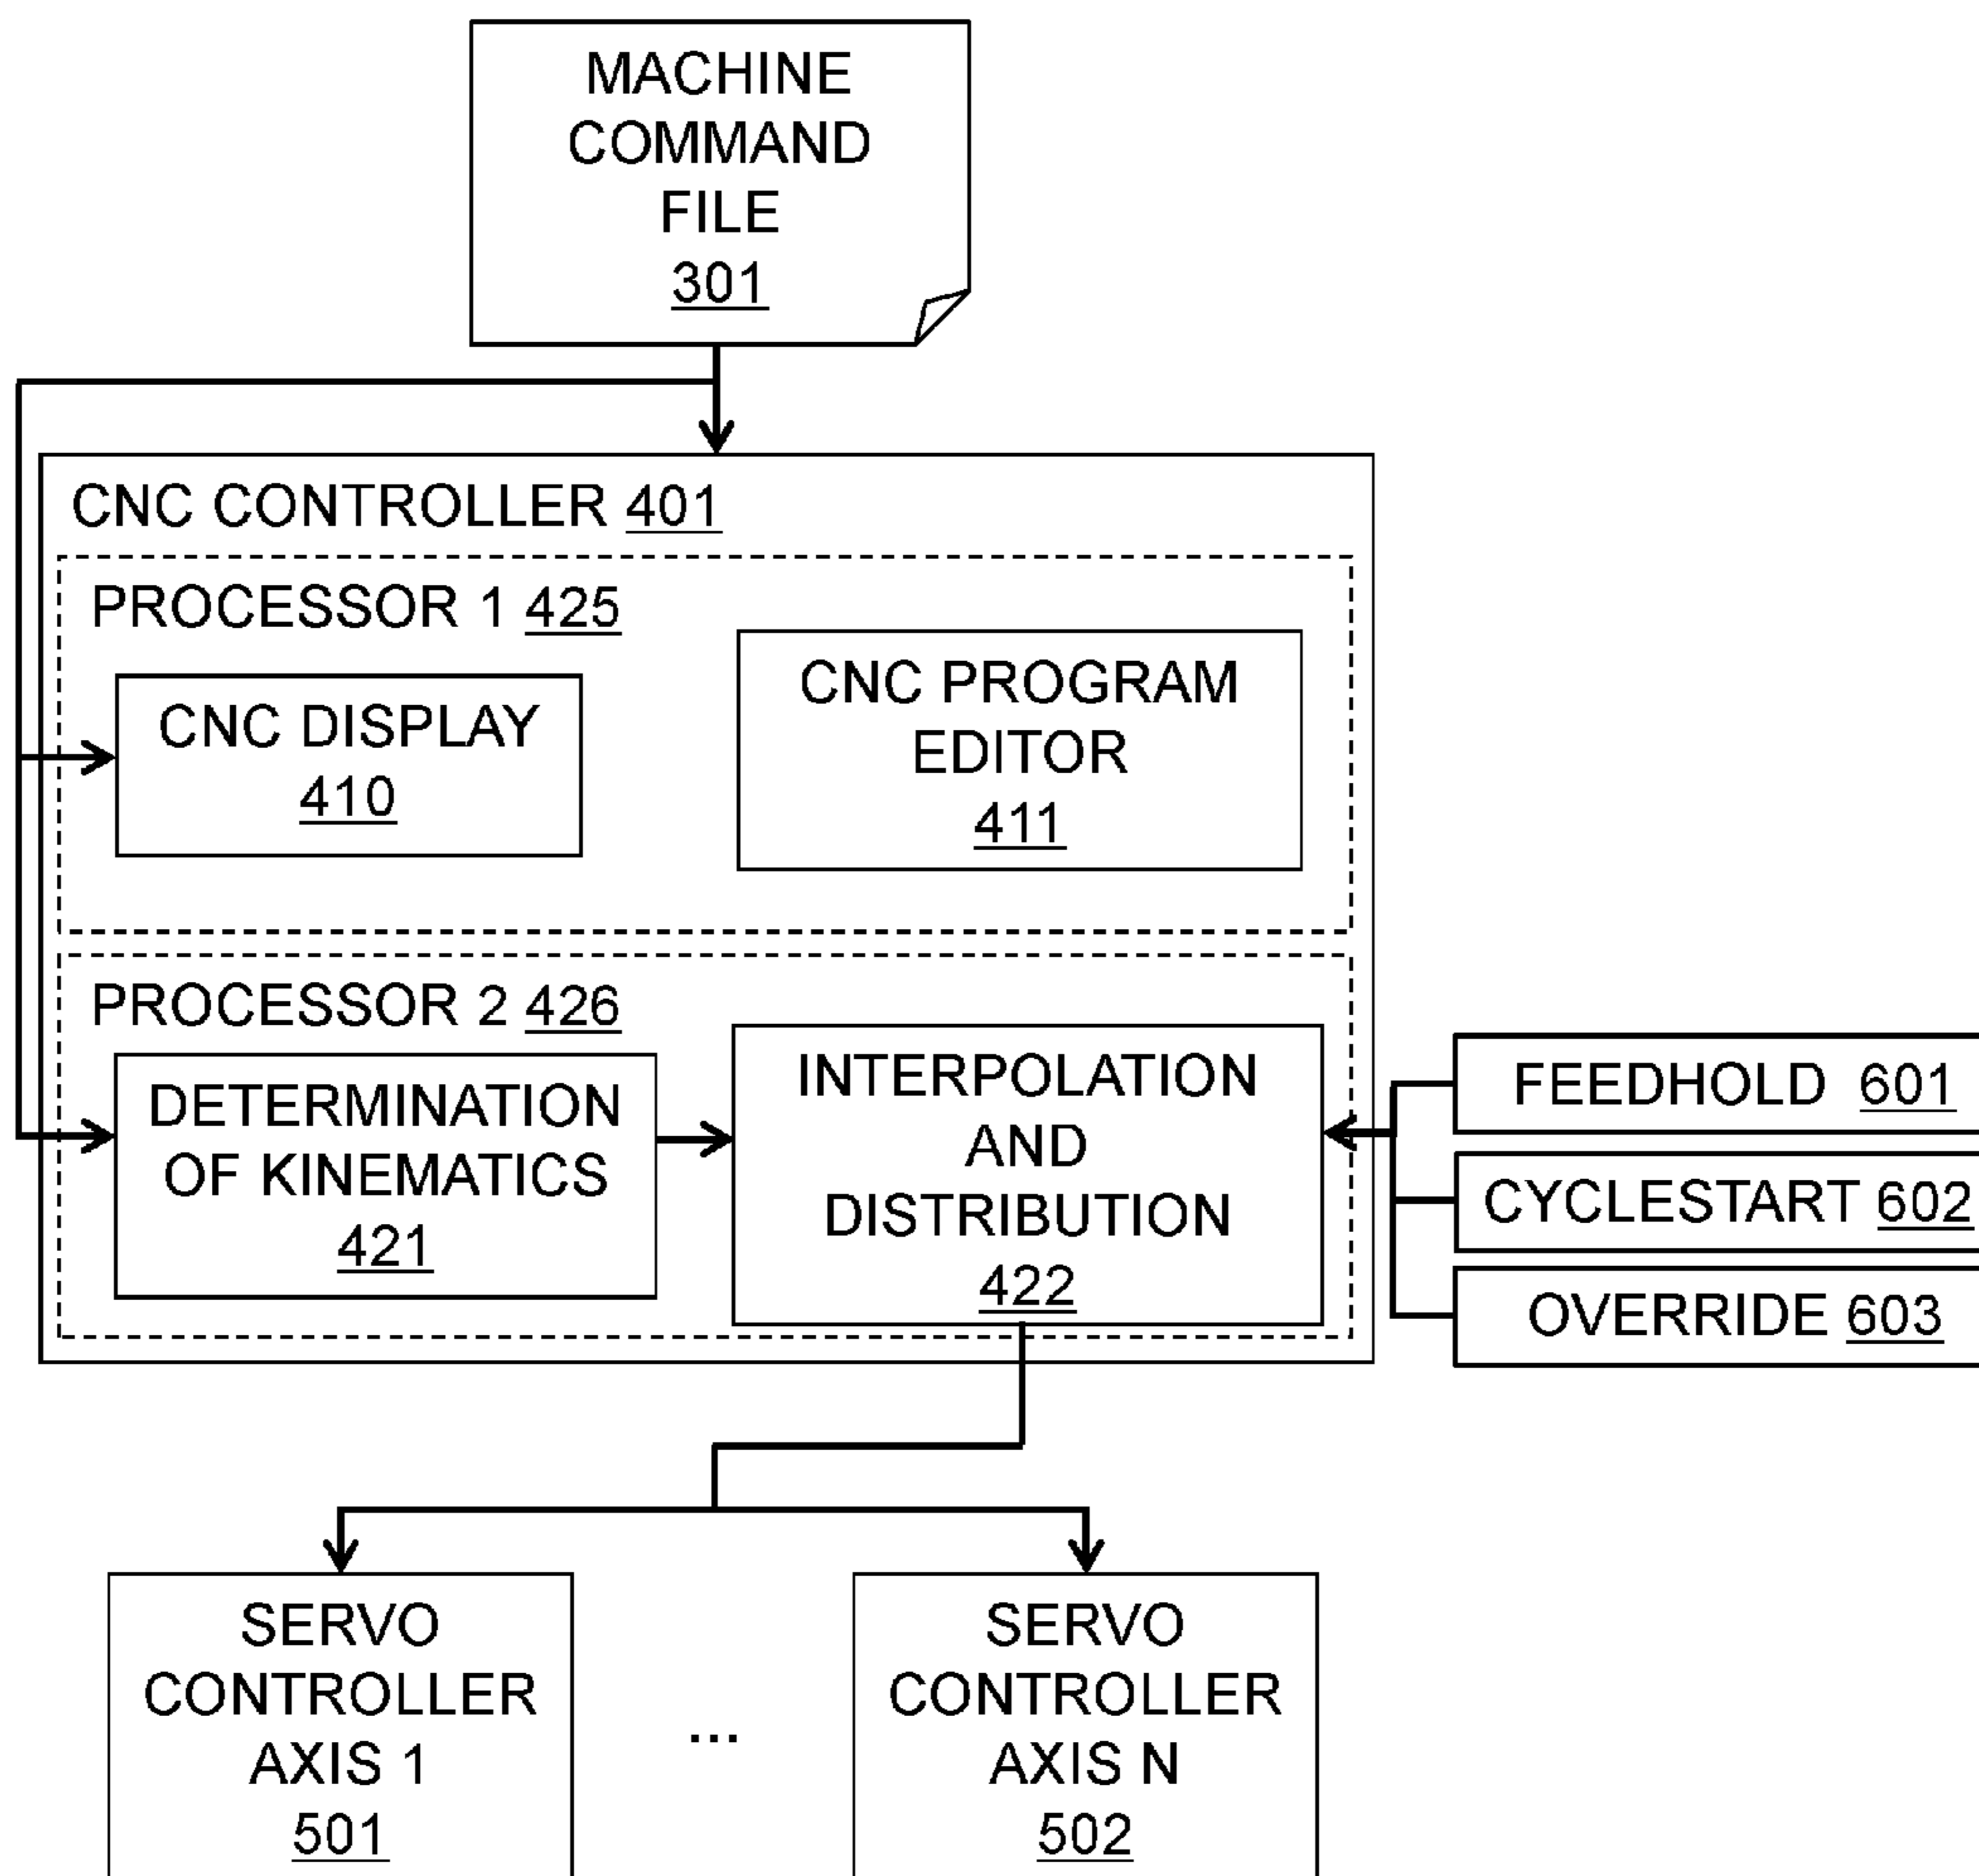 MACHINE
COMMAND
FILE
301
CNC CONTROLLER 401
PROCESSOR 1 425
CNC DISPLAY
410
CNC PROGRAM
EDITOR
411
PROCESSOR 2 426
DETERMINATION
OF KINEMATICS
421
INTERPOLATION
AND
DISTRIBUTION
422
FEEDHOLD 601
CYCLESTART 602
OVERRIDE 603
SERVO
CONTROLLER
AXIS 1
501
...
SERVO
CONTROLLER
AXIS N
502